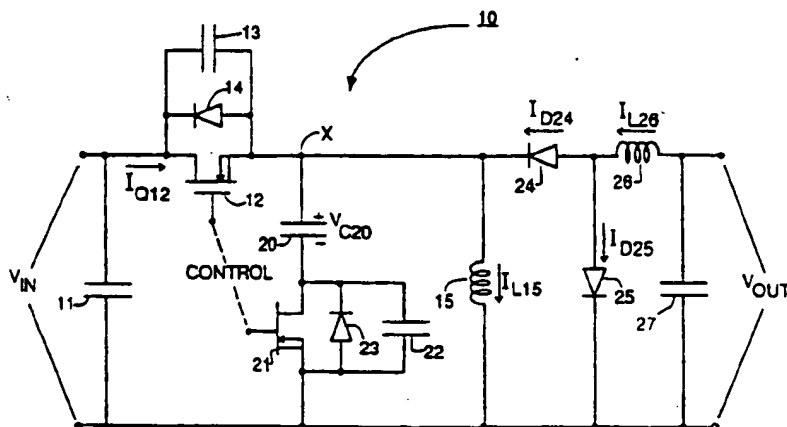 10
13
14
X
I_D24
I_L26
I_Q12
12
24
26
20
+
V_C20
-
I_D25
V_IN
11
CONTROL
15
I_L15
25
27
V_OUT
21
23
22